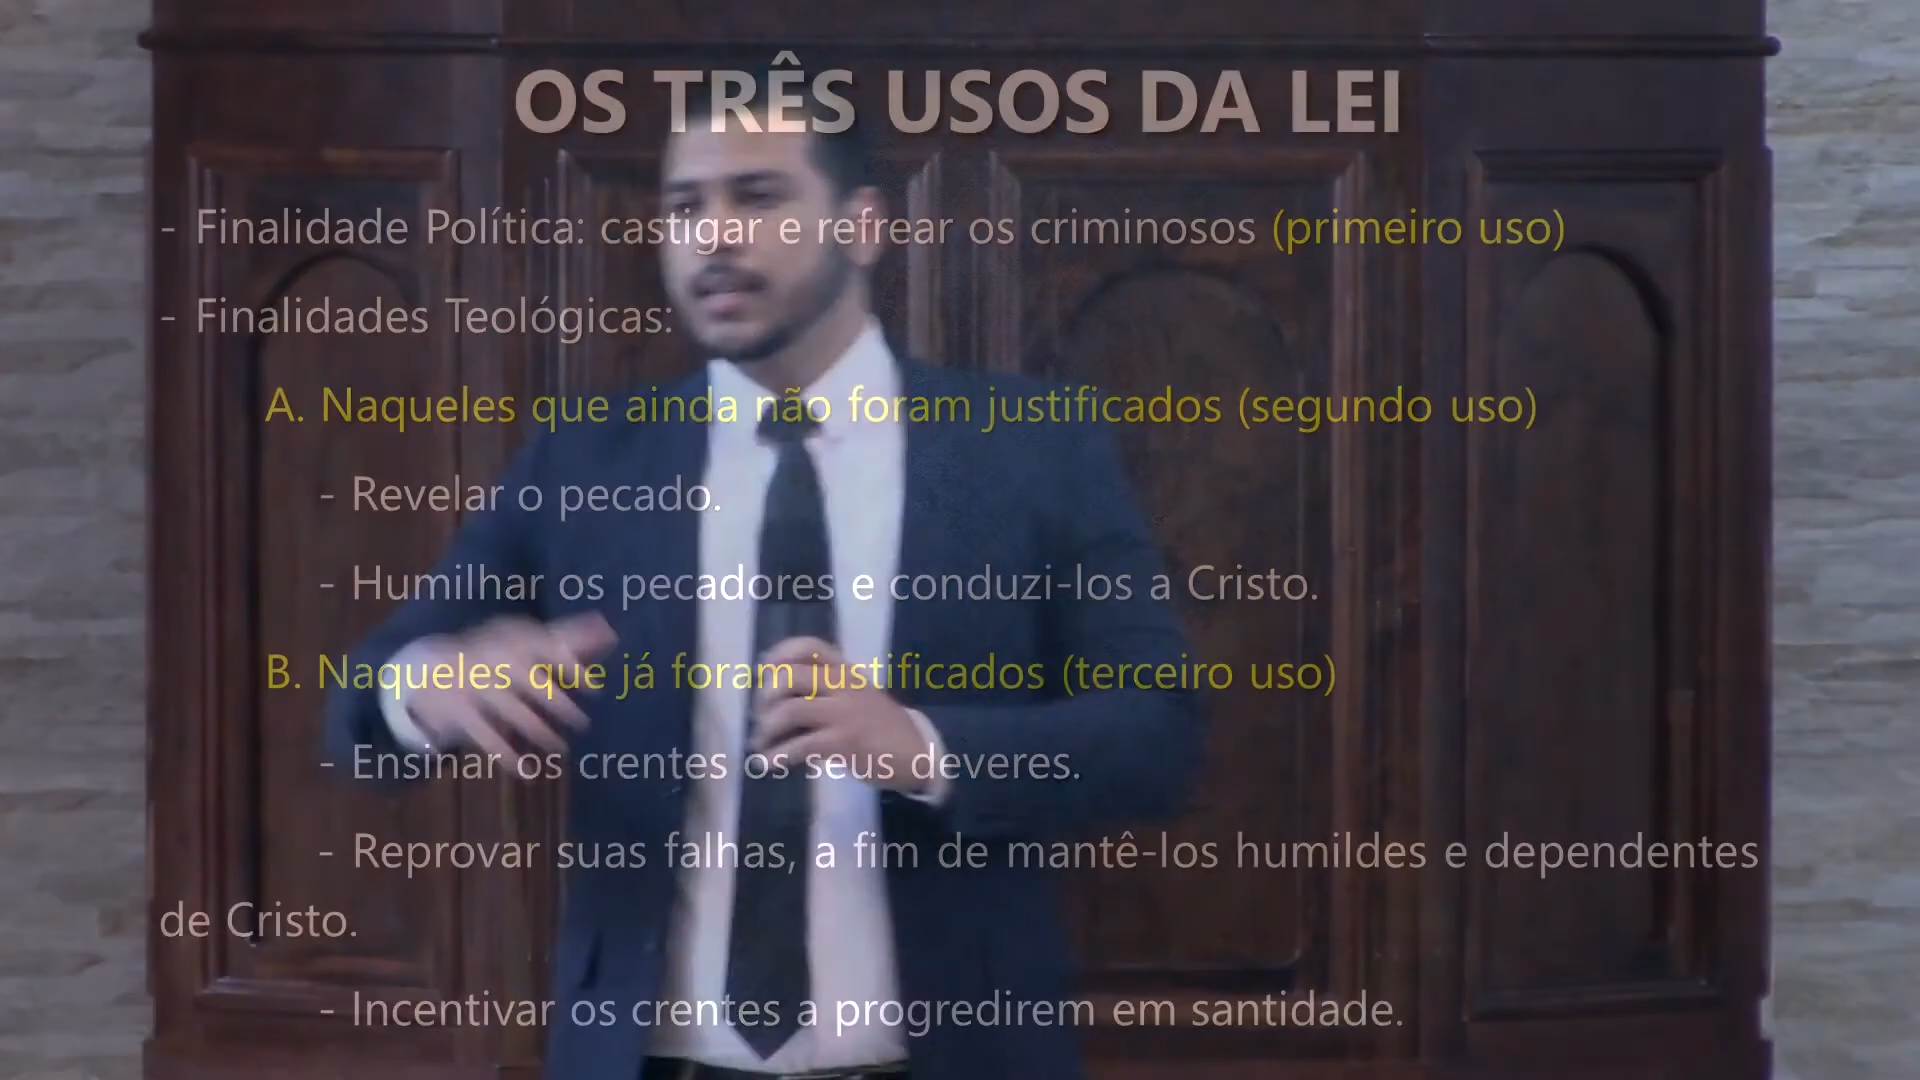 OS TRÊS USOS DA LEI
- Finalidade Política: castigar e refrear os criminosos (primeiro uso)
- Finalidades Teológicas:
A. Naqueles que ainda não foram justificados (segundo uso)
- Revelar o pecado.
- Humilhar os pecadores e conduzi-los a Cristo.
B. Naqueles que já foram justificados (terceiro uso)
- Ensinar os crentes os seus deveres.
- Reprovar suas falhas, a fim de mantê-los humildes e dependentes
de Cristo.
- Incentivar os crentes a progredirem em santidade.